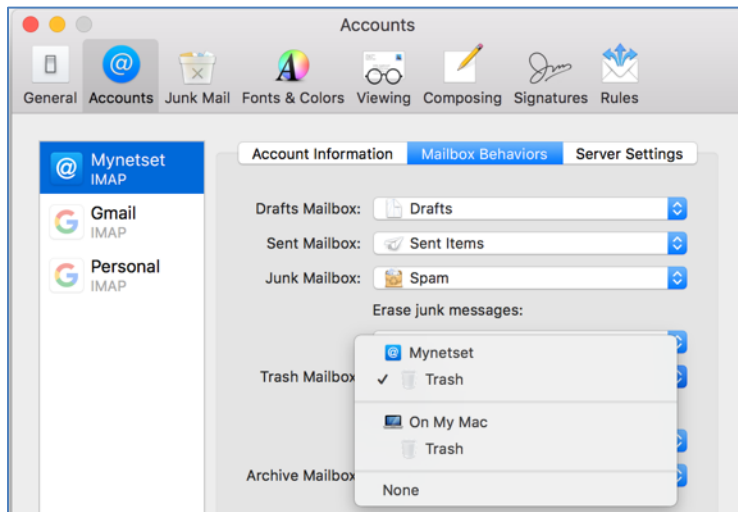 Accounts
General Accounts Junk Mail Fonts & Colors Viewing Composing Signatures Rules
Mynetset
IMAP
Gmail
IMAP
Personal
IMAP
Account Information Mailbox Behaviors Server Settings
Drafts Mailbox: Drafts
Sent Mailbox: Sent Items
Junk Mailbox: Spam
Erase junk messages:
Mynetset
Trash Mailbox ✓ Trash
On My Mac
Trash
Archive Mailbox
None